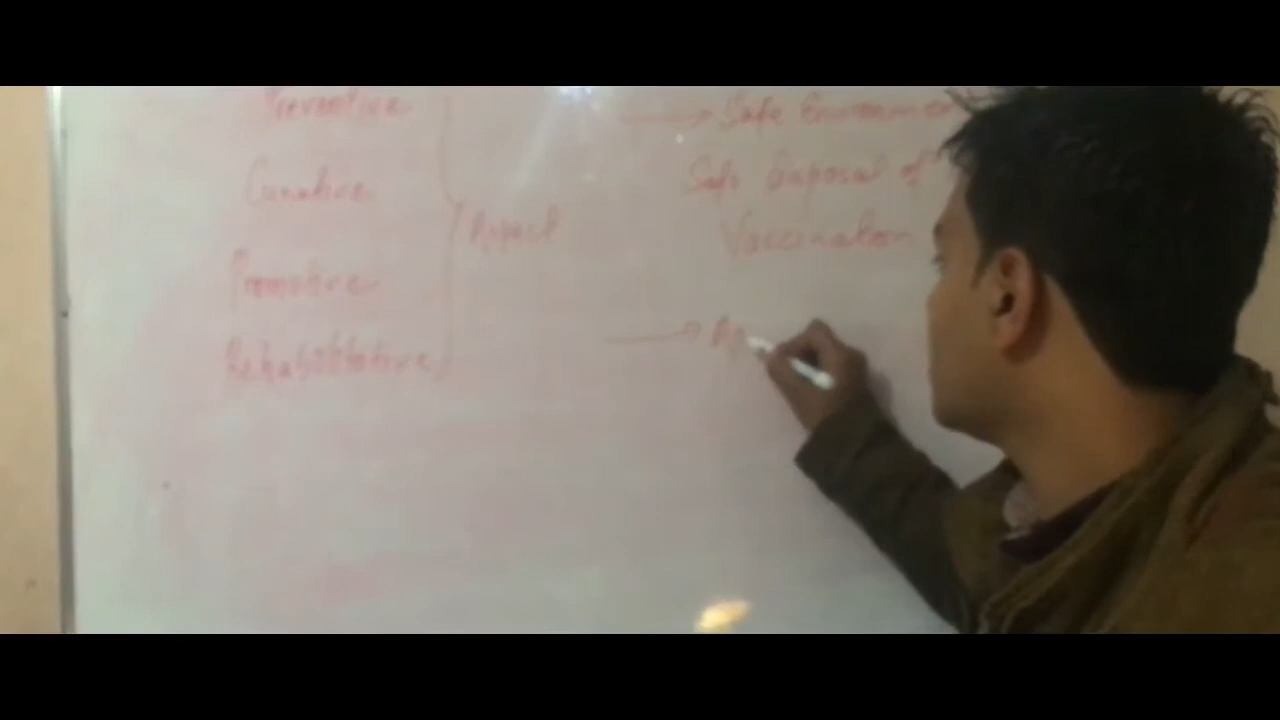 Preventive
Curative
Promotive
Rehabilitative
Aspect
Safe Environment
Safe Disposal of
Vaccination